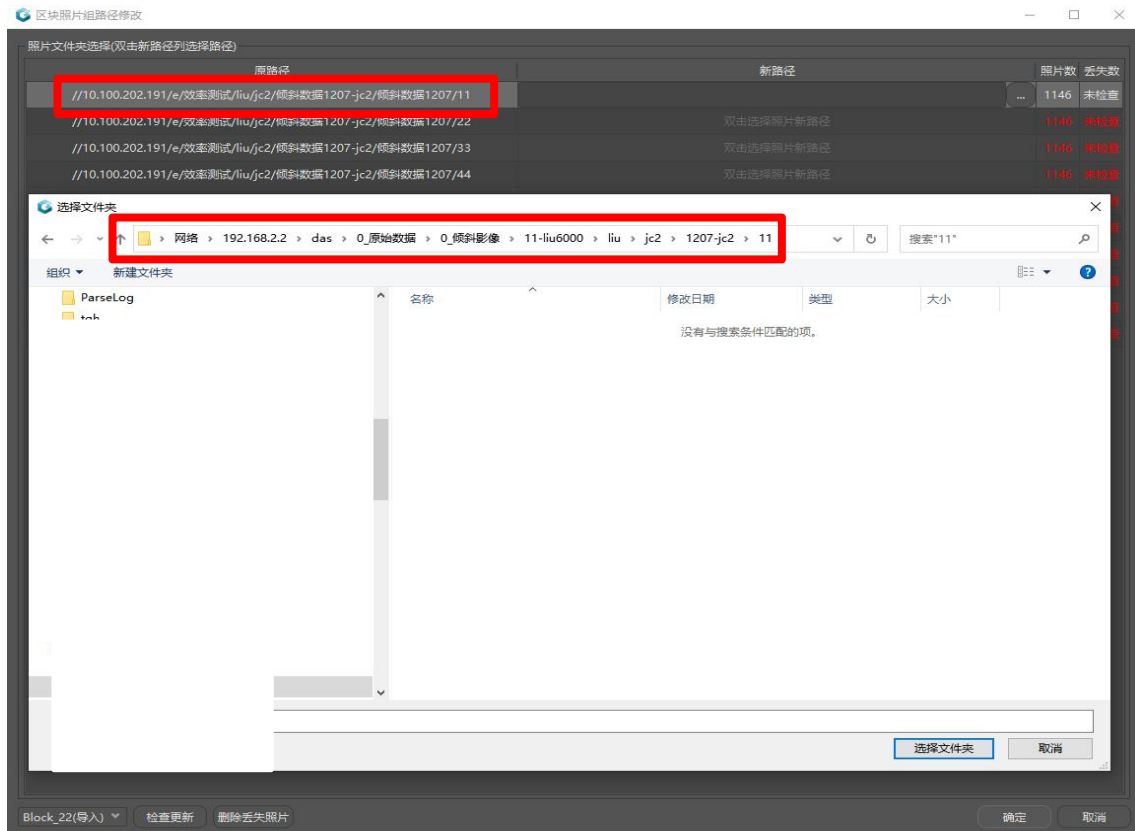 区块照片组路径修改
照片文件夹选择(双击新路径列选择路径)
原路径 新路径 照片数 丢失数
//10.100.202.191/e/效率测试/liu/jc2/倾斜数据1207-jc2/倾斜数据1207/11 ... 1146 未检查
//10.100.202.191/e/效率测试/liu/jc2/倾斜数据1207-jc2/倾斜数据1207/22 双击选择照片新路径 1146 未检查
//10.100.202.191/e/效率测试/liu/jc2/倾斜数据1207-jc2/倾斜数据1207/33 双击选择照片新路径 1146 未检查
//10.100.202.191/e/效率测试/liu/jc2/倾斜数据1207-jc2/倾斜数据1207/44 双击选择照片新路径 1146 未检查
选择文件夹
网络 › 192.168.2.2 › das › 0_原始数据 › 0_倾斜影像 › 11-liu6000 › liu › jc2 › 1207-jc2 › 11 搜索"11"
组织 新建文件夹
ParseLog 名称 修改日期 类型 大小
没有与搜索条件匹配的项。
选择文件夹 取消
Block_22(导入) 检查更新 删除丢失照片 确定 取消